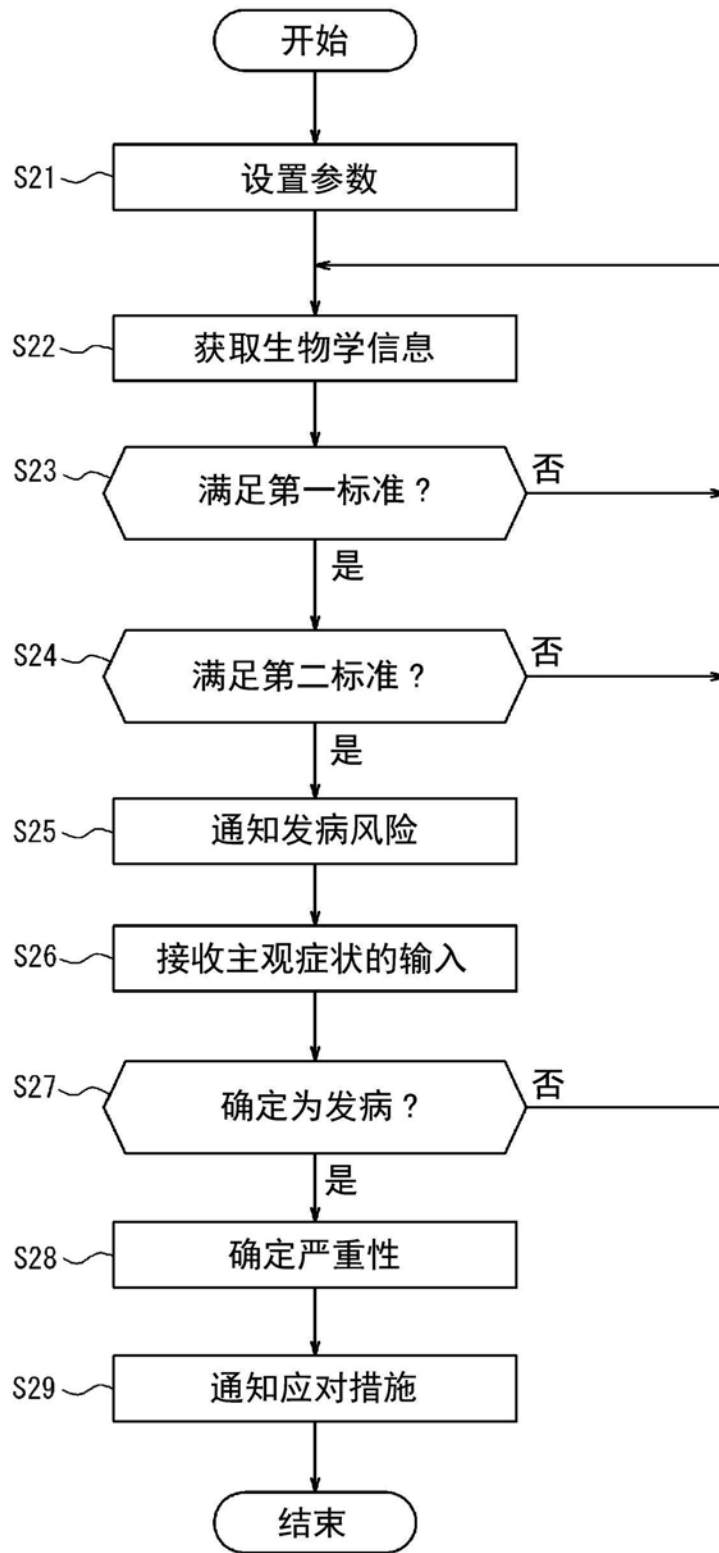 开始
S21
设置参数
S22
获取生物学信息
S23
满足第一标准?
否
是
S24
满足第二标准?
否
是
S25
通知发病风险
S26
接收主观症状的输入
S27
确定为发病?
否
是
S28
确定严重性
S29
通知应对措施
结束